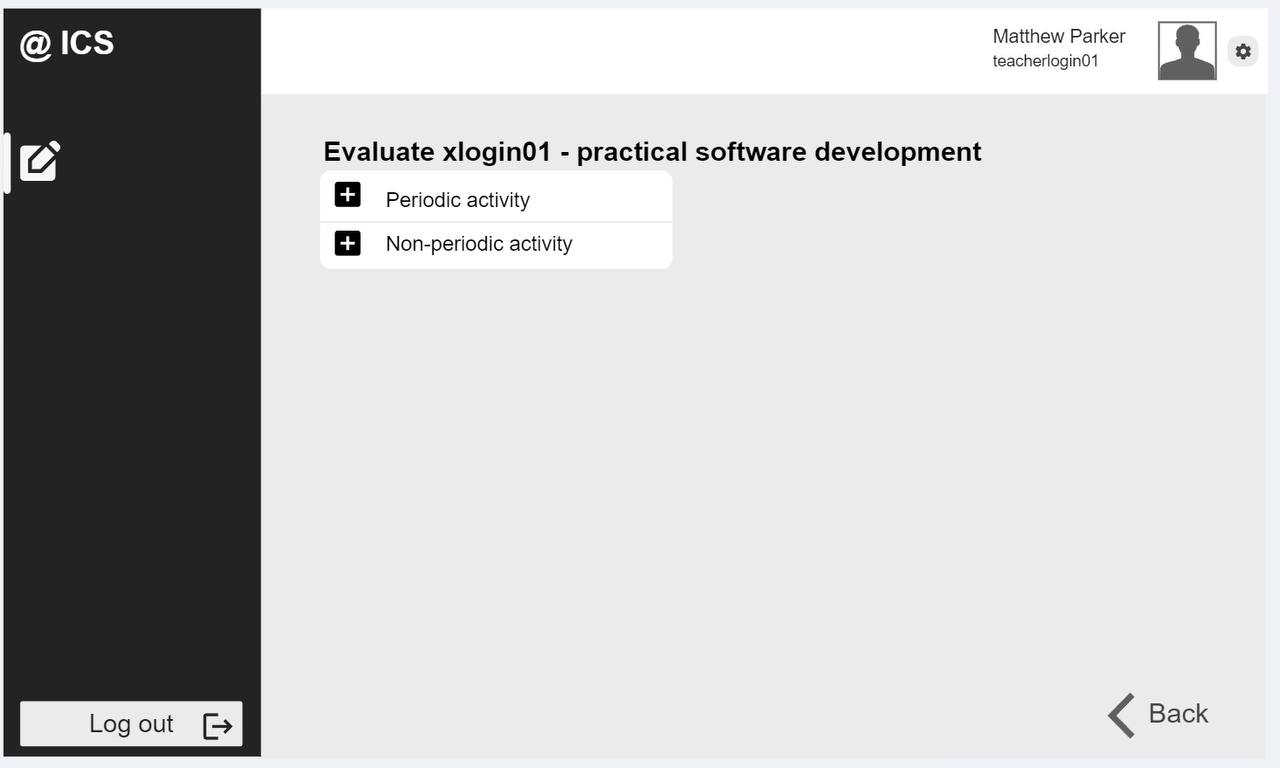 @ ICS
Matthew Parker
teacherlogin01
Evaluate xlogin01 - practical software development
Periodic activity
Non-periodic activity
Log out
Back